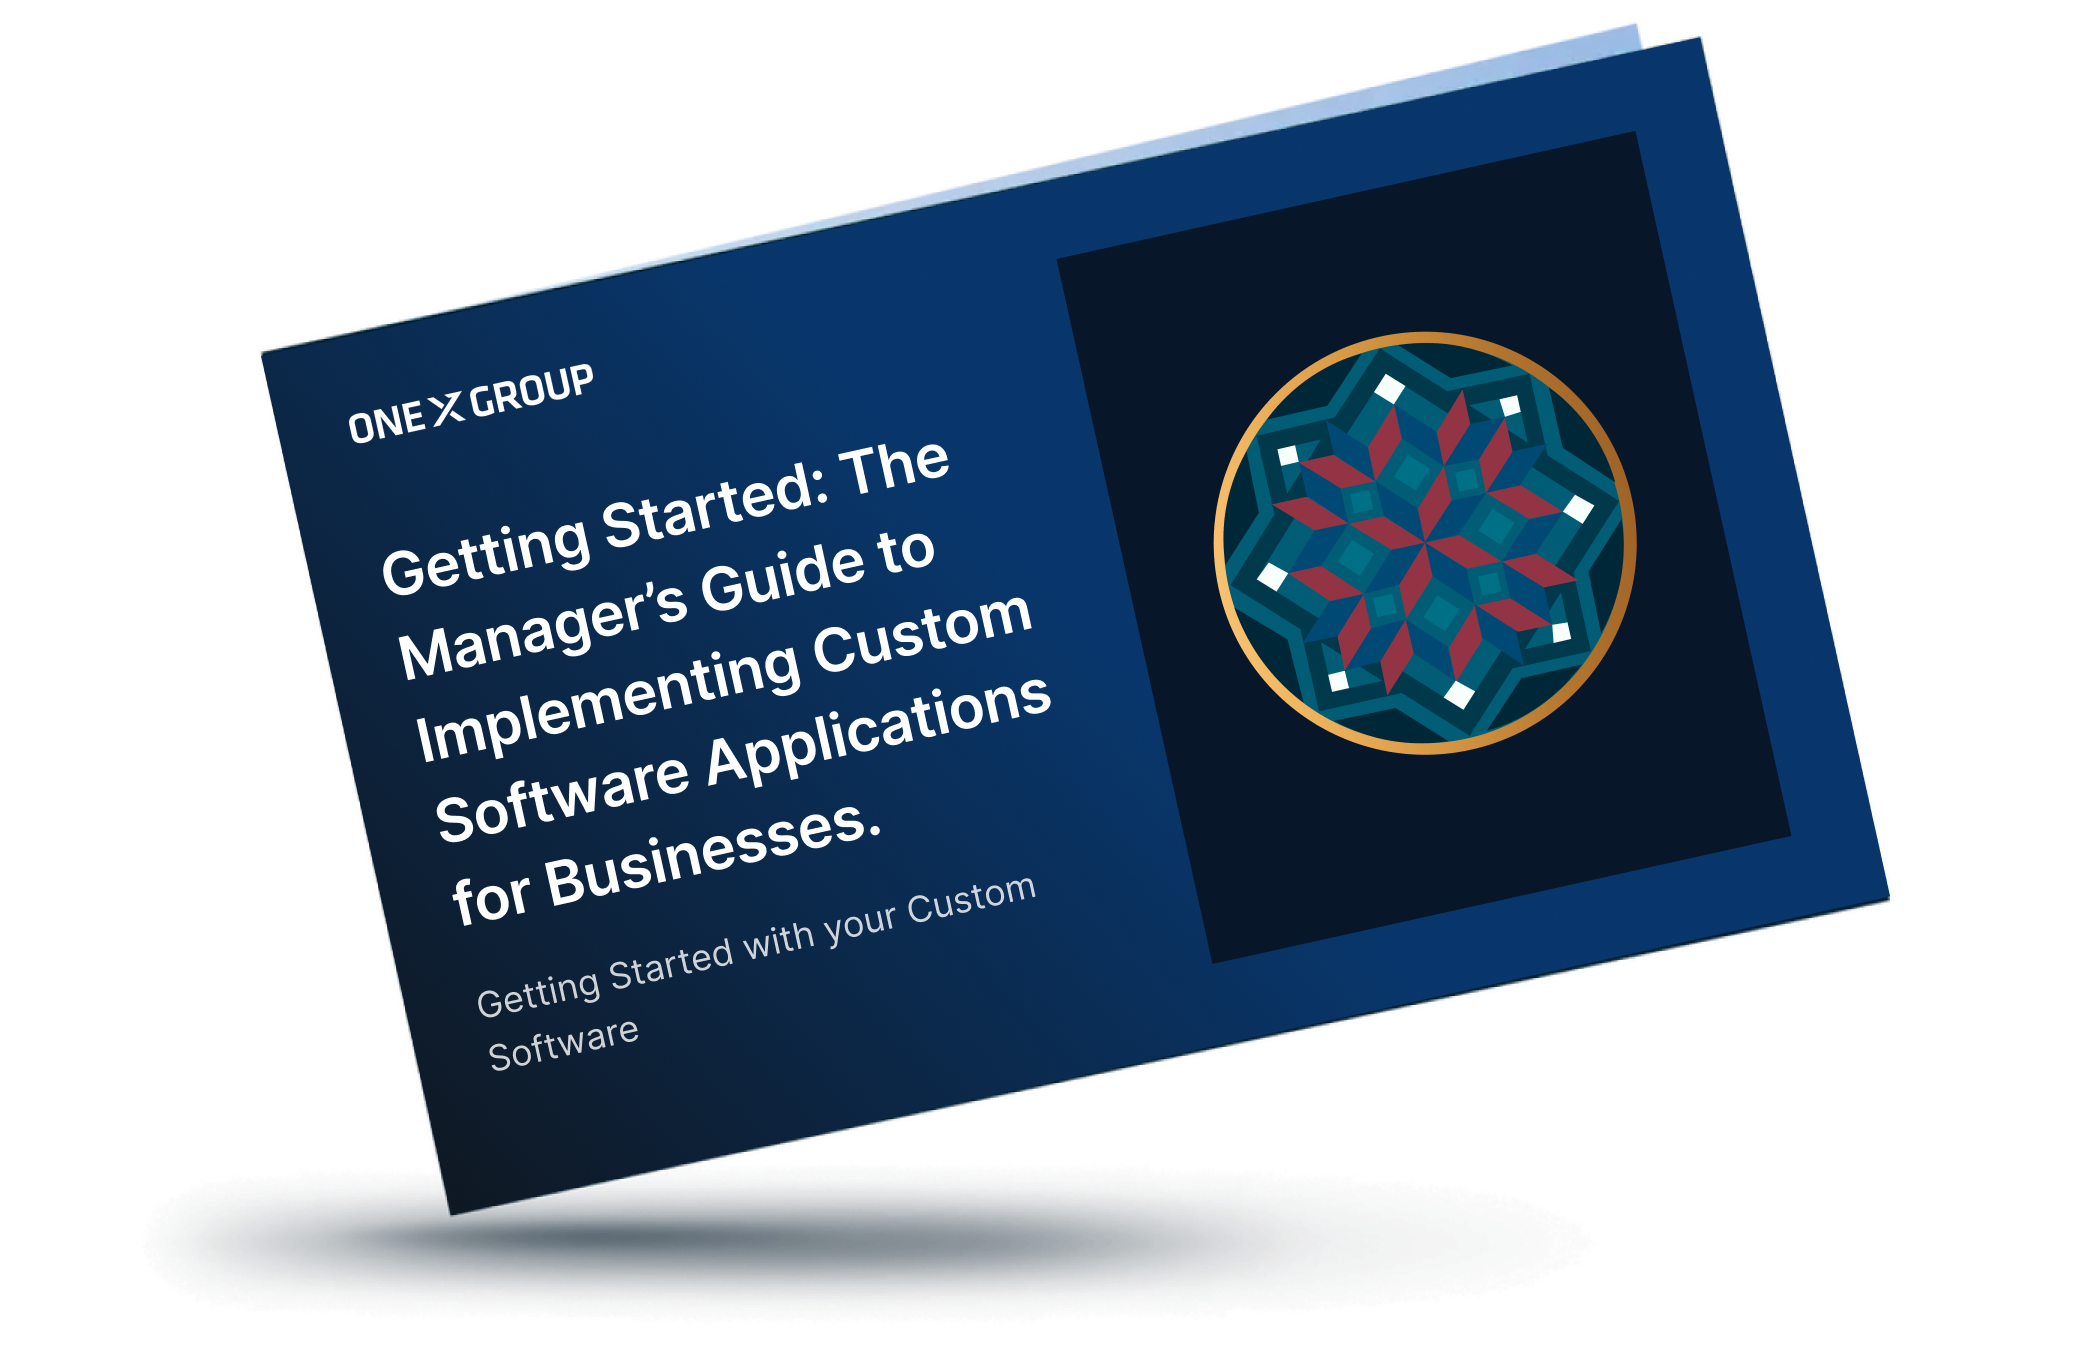 ONE X GROUP
Getting Started: The
Manager’s Guide to
Implementing Custom
Software Applications
for Businesses.
Getting Started with your Custom
Software